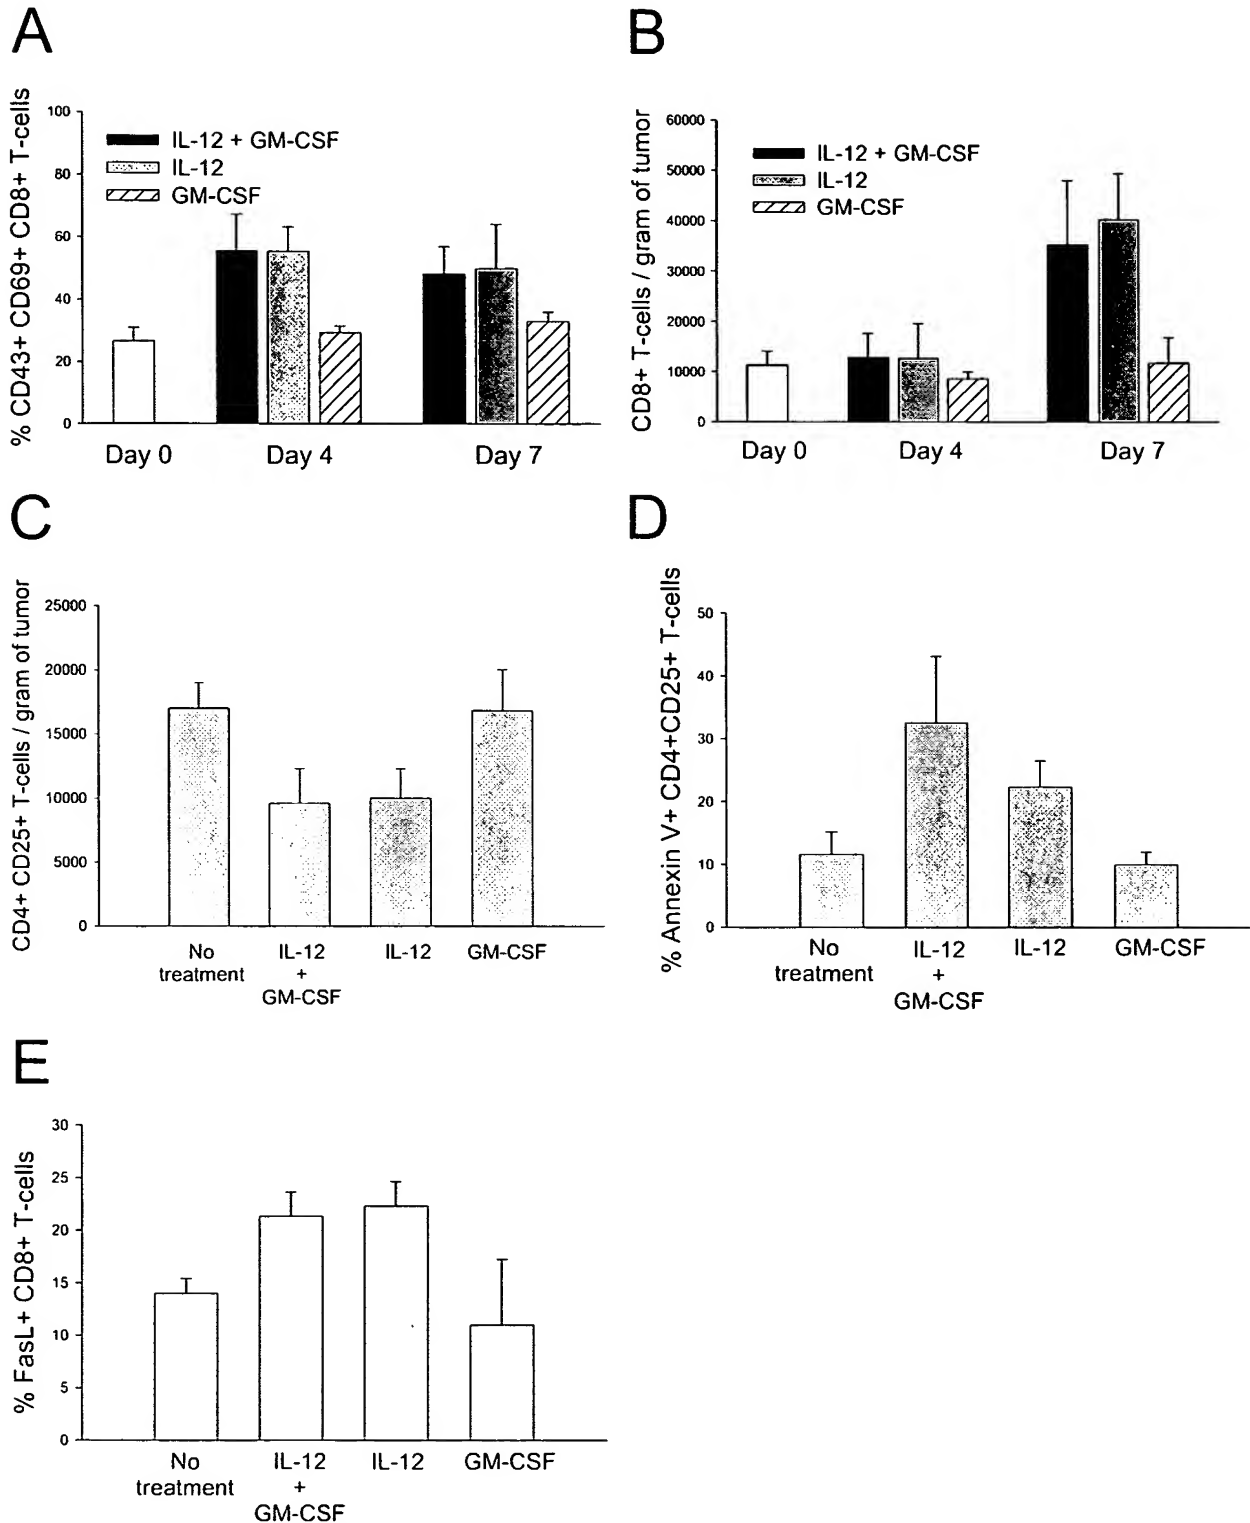 A
% CD43+ CD69+ CD8+ T-cells
100
80
60
40
20
0
IL-12 + GM-CSF
IL-12
GM-CSF
Day 0
Day 4
Day 7
B
CD8+ T-cells / gram of tumor
60000
50000
40000
30000
20000
10000
0
IL-12 + GM-CSF
IL-12
GM-CSF
Day 0
Day 4
Day 7
C
CD4+ CD25+ T-cells / gram of tumor
25000
20000
15000
10000
5000
0
No
treatment
IL-12
+
GM-CSF
IL-12
GM-CSF
D
% Annexin V+ CD4+CD25+ T-cells
50
40
30
20
10
0
No
treatment
IL-12
+
GM-CSF
IL-12
GM-CSF
E
% FasL+ CD8+ T-cells
30
25
20
15
10
5
0
No
treatment
IL-12
+
GM-CSF
IL-12
GM-CSF